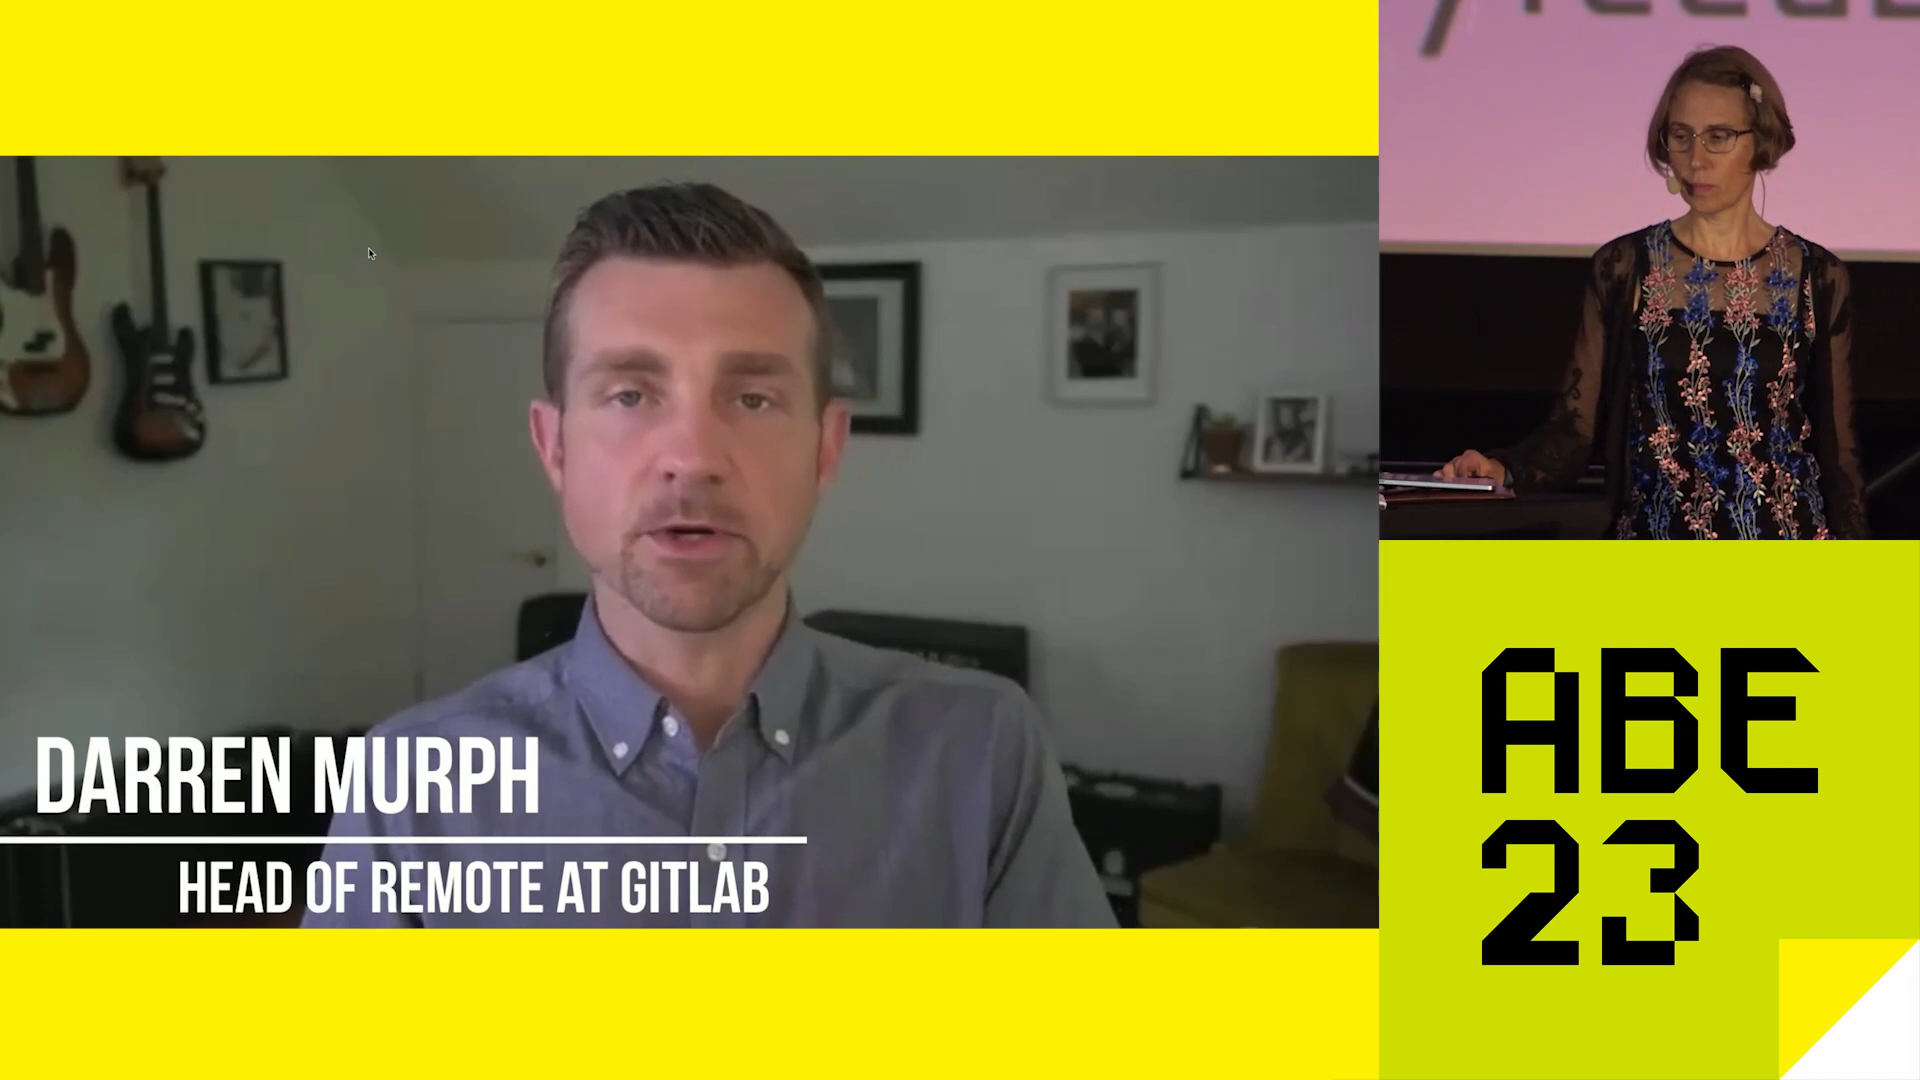 DARREN MURPH
HEAD OF REMOTE AT GITLAB
ABE
23